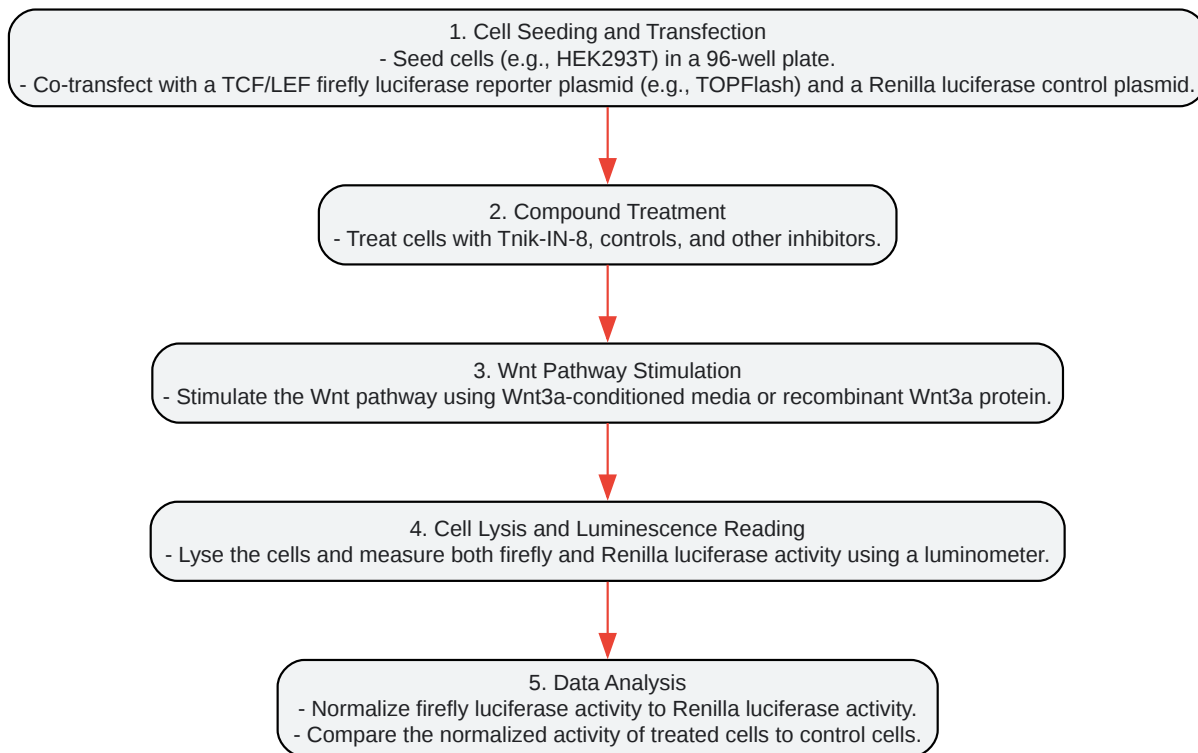 1. Cell Seeding and Transfection
- Seed cells (e.g., HEK293T) in a 96-well plate.
- Co-transfect with a TCF/LEF firefly luciferase reporter plasmid (e.g., TOPFlash) and a Renilla luciferase control plasmid.
2. Compound Treatment
- Treat cells with Tnik-IN-8, controls, and other inhibitors.
3. Wnt Pathway Stimulation
- Stimulate the Wnt pathway using Wnt3a-conditioned media or recombinant Wnt3a protein.
4. Cell Lysis and Luminescence Reading
- Lyse the cells and measure both firefly and Renilla luciferase activity using a luminometer.
5. Data Analysis
- Normalize firefly luciferase activity to Renilla luciferase activity.
- Compare the normalized activity of treated cells to control cells.